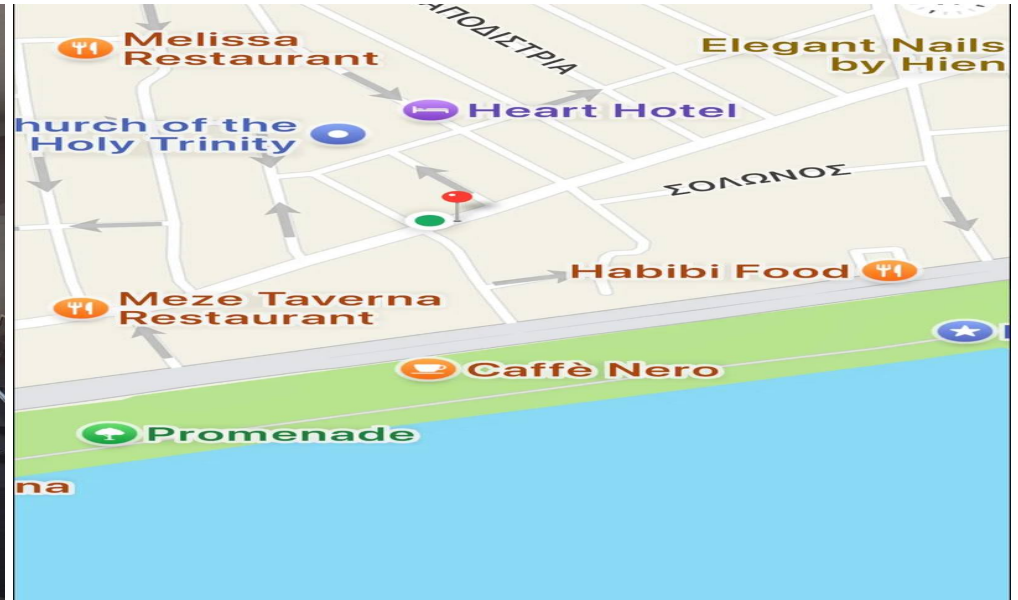 ΑΠΟΔΙΣΤΡΙΑ
Melissa
Restaurant
Elegant Nails
by Hien
Heart Hotel
hurch of the
Holy Trinity
ΣΟΛΩΝΟΣ
Habibi Food
Meze Taverna
Restaurant
Caffè Nero
Promenade
na